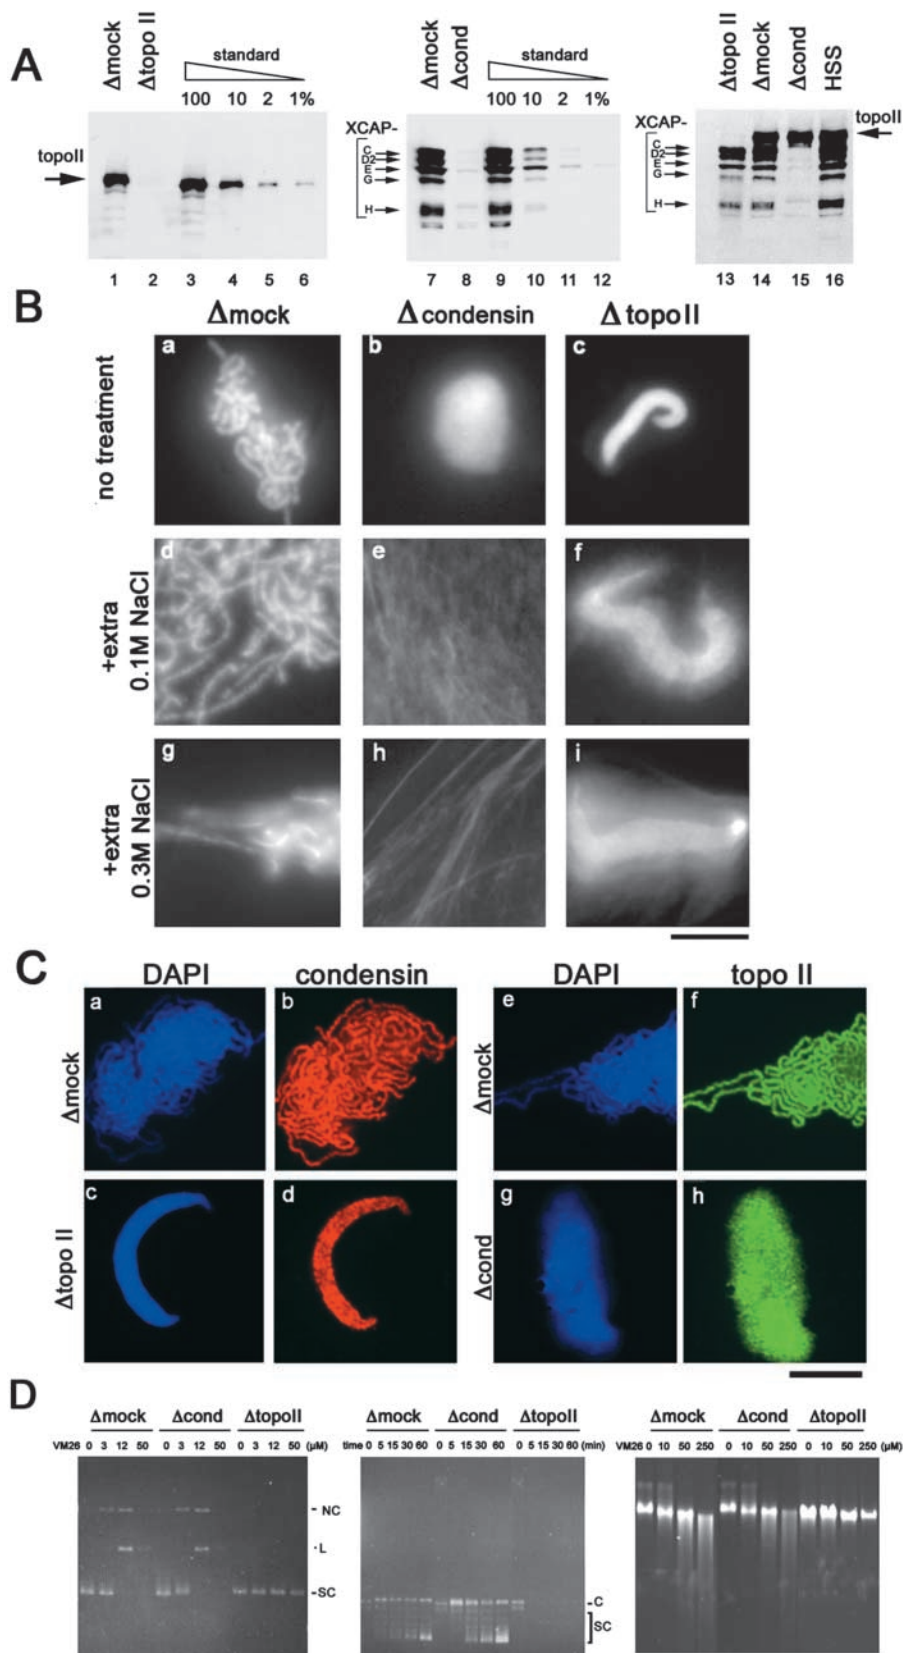 A
Δmock
Δtopo II
standard
100 10 2 1%
topoII
1 2 3 4 5 6
Δmock
Δcond
standard
100 10 2 1%
XCAP-
C
D2
E
G
H
7 8 9 10 11 12
Δtopo II
Δmock
Δcond
HSS
XCAP-
topoII
C
D2
E
G
H
13 14 15 16
B
Δmock
Δcondensin
ΔtopoII
no treatment
a
b
c
+extra
0.1M NaCl
d
e
f
+extra
0.3M NaCl
g
h
i
C
DAPI
condensin
DAPI
topo II
Δmock
a
b
Δmock
e
f
Δtopo II
c
d
Δcond
g
h
D
Δmock Δcond ΔtopoII
VM26 0 3 12 50 0 3 12 50 0 3 12 50 (μM)
- NC
· L
- SC
Δmock Δcond ΔtopoII
time 0 5 15 30 60 0 5 15 30 60 0 5 15 30 60 (min)
- C
SC
Δmock Δcond ΔtopoII
VM26 0 10 50 250 0 10 50 250 0 10 50 250 (μM)